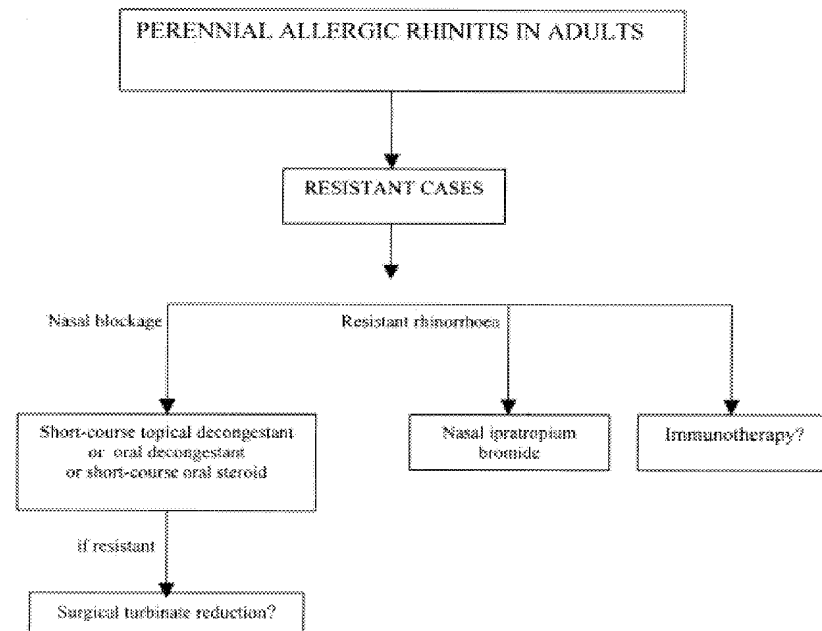 PERENNIAL ALLERGIC RHINITIS IN ADULTS
RESISTANT CASES
Nasal blockage
Resistant rhinorrhoea
Short-course topical decongestant
or oral decongestant
or short-course oral steroid
Nasal ipratropium
bromide
Immunotherapy?
if resistant
Surgical turbinate reduction?